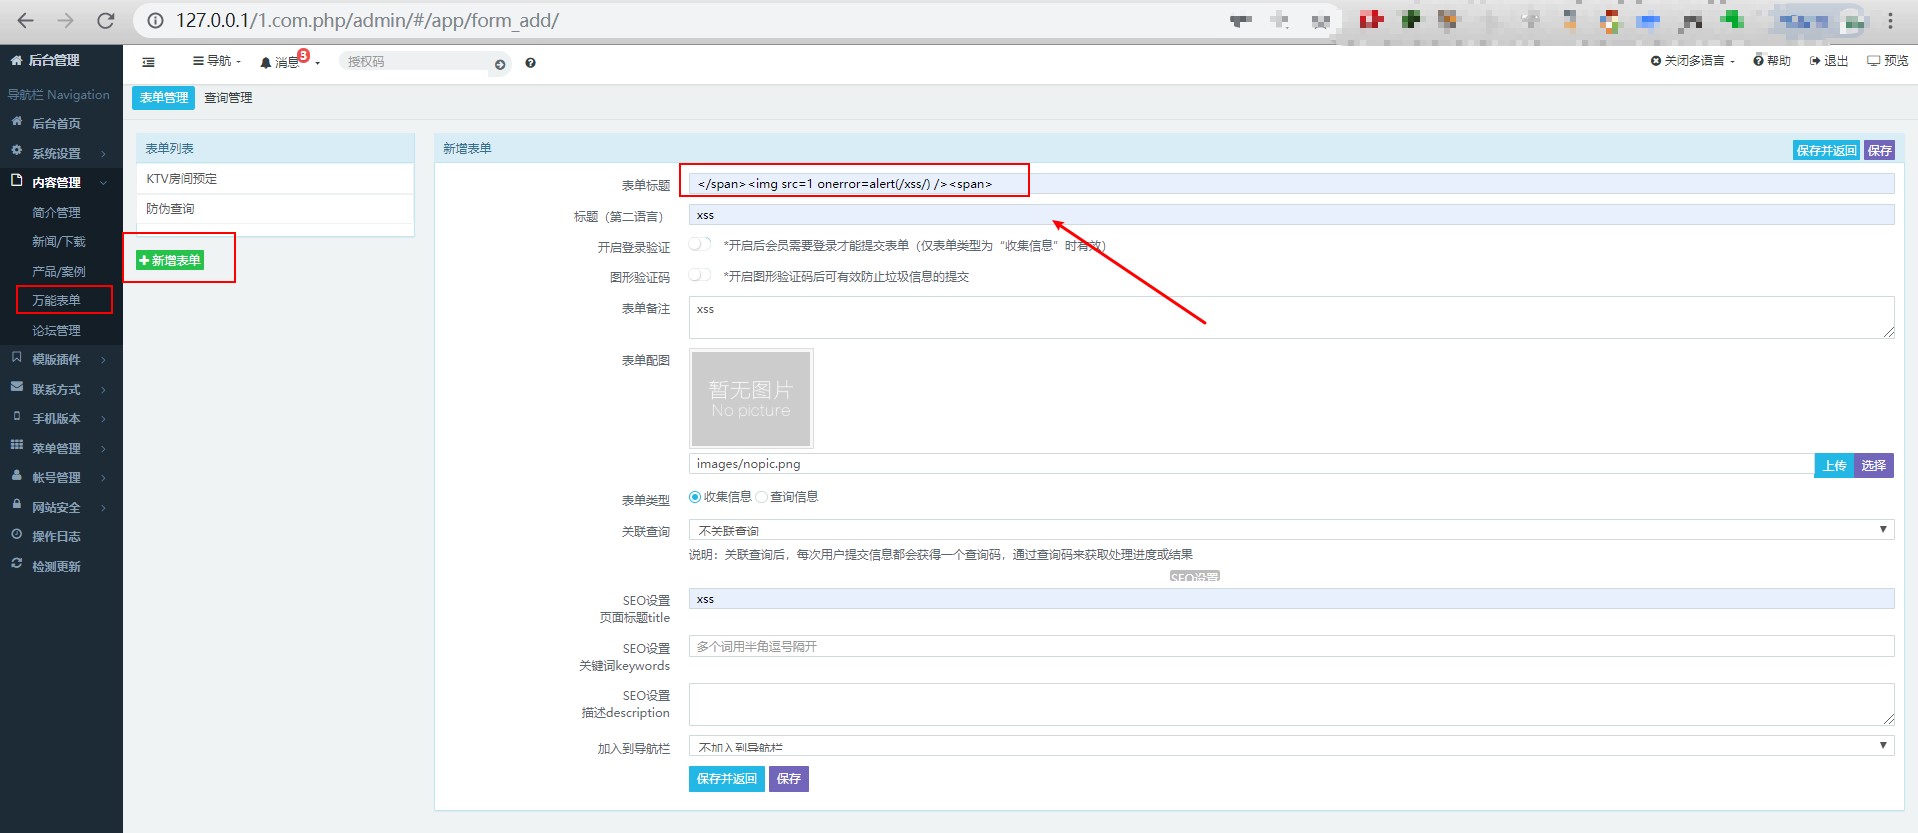 127.0.0.1/1.com.php/admin/#/app/form_add/
后台管理
导航
消息
3
授权码
关闭多语言
帮助
退出
预览
导航栏 Navigation
后台首页
系统设置
内容管理
简介管理
新闻/下载
产品/案例
万能表单
论坛管理
模版插件
联系方式
手机版本
菜单管理
帐号管理
网站安全
操作日志
检测更新
表单管理 查询管理
表单列表
KTV房间预定
防伪查询
新增表单
新增表单
保存并返回 保存
表单标题 </span><img src=1 onerror=alert(/xss/) /><span>
标题（第二语言） xss
开启登录验证 *开启后会员需要登录才能提交表单（仅表单类型为“收集信息”时有效）
图形验证码 *开启图形验证码后可有效防止垃圾信息的提交
表单备注 xss
表单配图
暂无图片
No picture
images/nopic.png 上传 选择
表单类型 收集信息 查询信息
关联查询 不关联查询
说明：关联查询后，每次用户提交信息都会获得一个查询码，通过查询码来获取处理进度或结果
SEO设置
SEO设置
页面标题title
xss
SEO设置
关键词keywords
多个词用半角逗号隔开
SEO设置
描述description
加入到导航栏 不加入到导航栏
保存并返回 保存